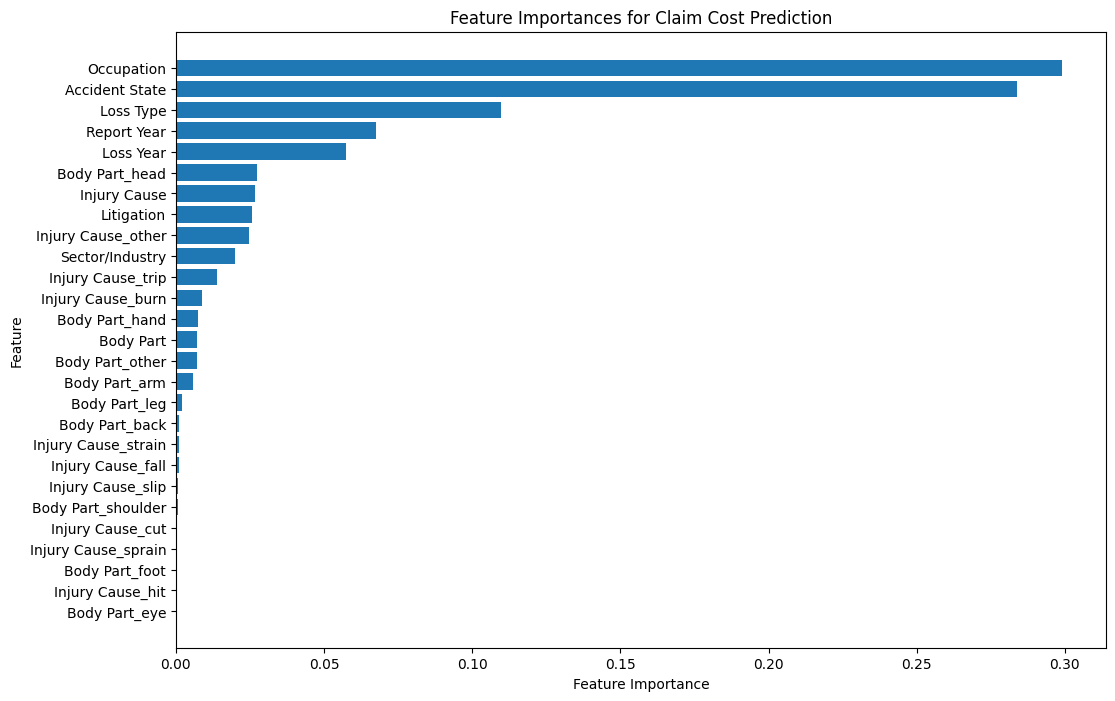 Feature Importances for Claim Cost Prediction
Occupation
Accident State
Loss Type
Report Year
Loss Year
Body Part_head
Injury Cause
Litigation
Injury Cause_other
Sector/Industry
Injury Cause_trip
Injury Cause_burn
Body Part_hand
Body Part
Body Part_other
Body Part_arm
Body Part_leg
Body Part_back
Injury Cause_strain
Injury Cause_fall
Injury Cause_slip
Body Part_shoulder
Injury Cause_cut
Injury Cause_sprain
Body Part_foot
Injury Cause_hit
Body Part_eye
Feature
0.00 0.05 0.10 0.15 0.20 0.25 0.30
Feature Importance